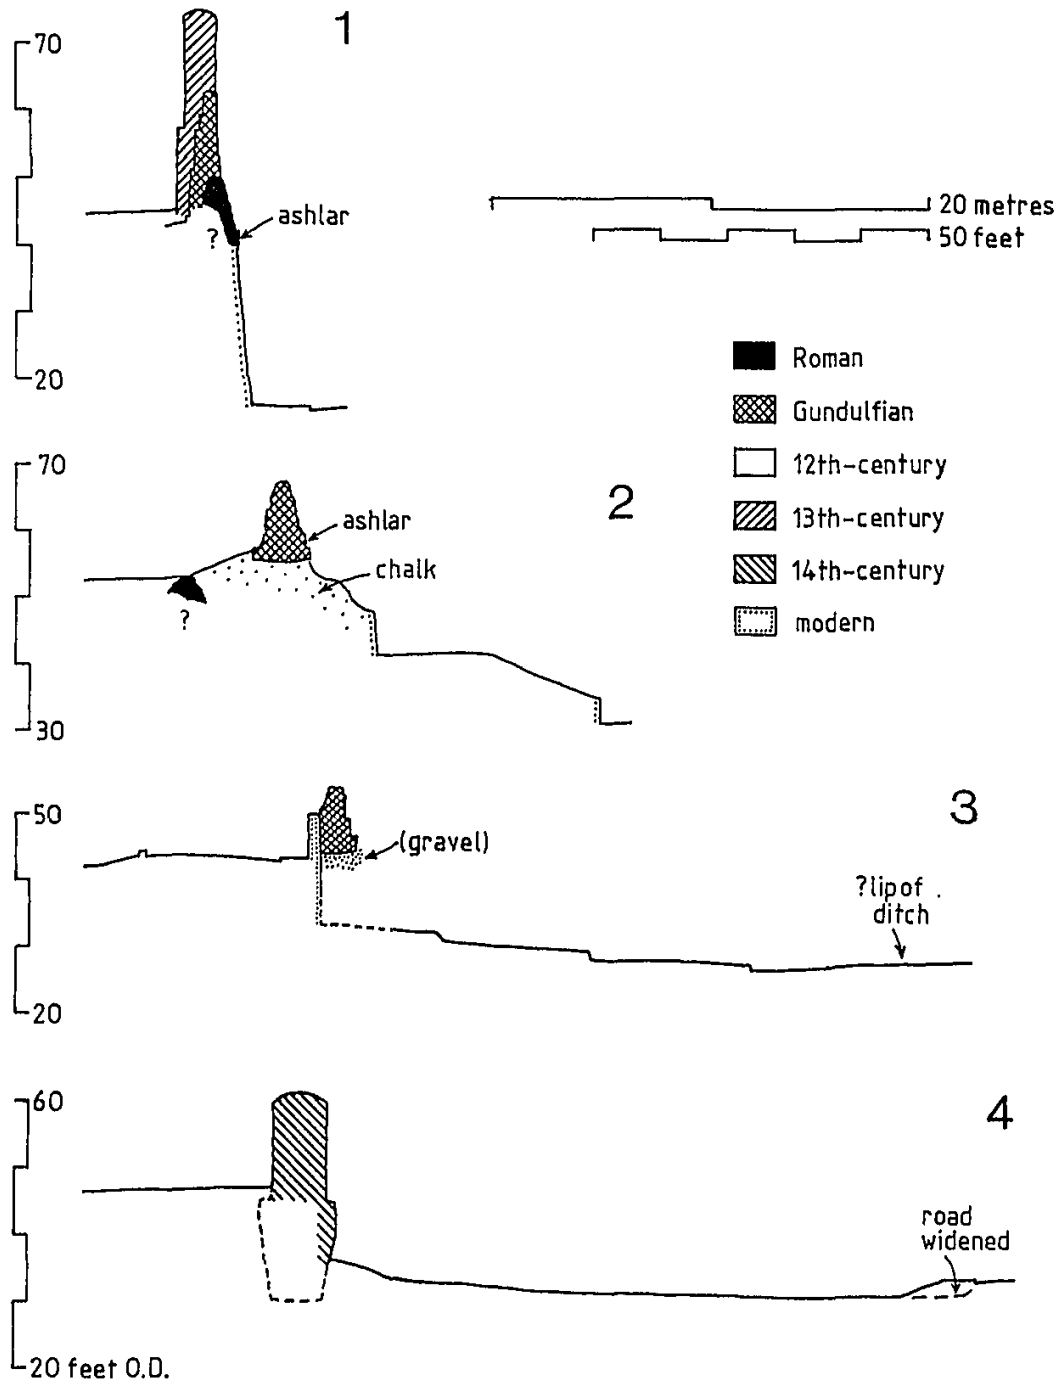 1
70
ashlar
?
20
20 metres
50 feet
Roman
Gundulfian
12th-century
13th-century
14th-century
modern
2
70
ashlar
chalk
?
30
3
50
(gravel)
?lip of
ditch
20
4
60
road
widened
20 feet O.D.